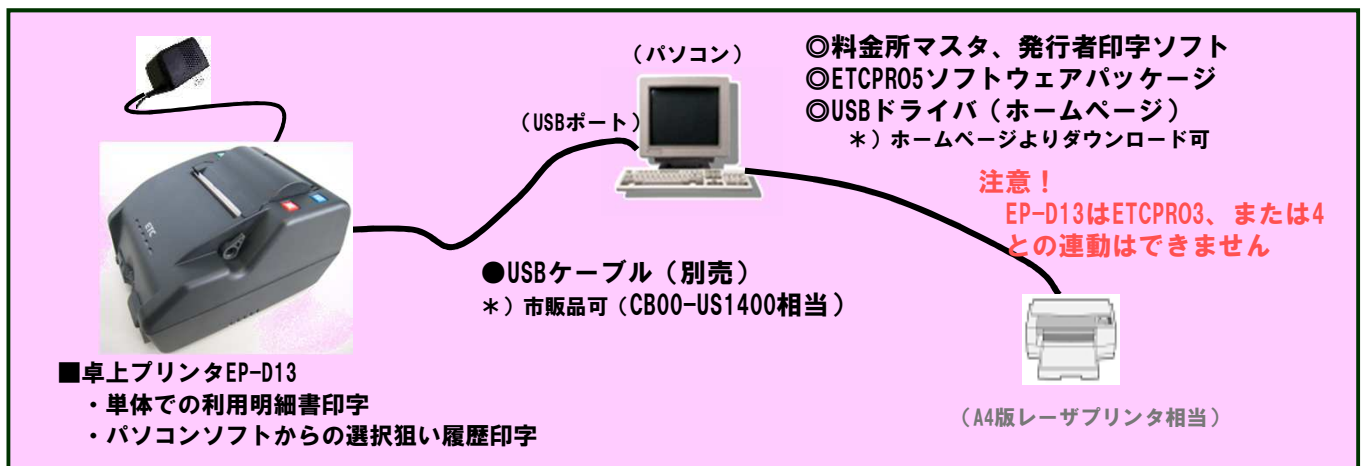 （パソコン）
◎料金所マスタ、発行者印字ソフト
◎ETCPRO5ソフトウェアパッケージ
◎USBドライバ（ホームページ）
＊）ホームページよりダウンロード可
（USBポート）
注意！
EP-D13はETCPRO3、または4
との連動はできません
●USBケーブル（別売）
＊）市販品可（CB00-US1400相当）
ETC
■卓上プリンタEP-D13
・単体での利用明細書印字
・パソコンソフトからの選択狙い履歴印字
（A4版レーザプリンタ相当）